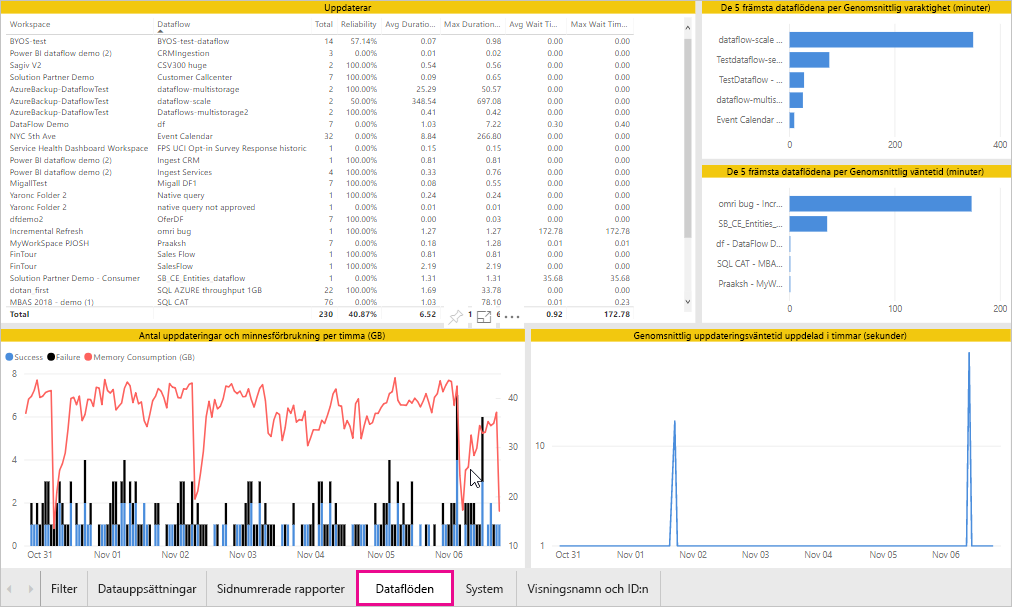 Uppdaterar
Workspace Dataflow Total Reliability Avg Duratio... Max Duration... Avg Wait Tim... Max Wait Tim...
BYOS-test BYOS-test-dataflow 14 57.14% 0.07 0.98 0.00 0.00
Power BI dataflow demo (2) CRMIngestion 3 0.00% 0.01 0.02 0.00 0.00
Sagiv V2 CSV300 huge 2 100.00% 0.54 0.56 0.00 0.00
Solution Partner Demo Customer Callcenter 7 100.00% 0.09 0.65 0.00 0.00
AzureBackup-DataflowTest dataflow-multistorage 2 100.00% 25.29 50.57 0.00 0.00
AzureBackup-DataflowTest dataflow-scale 2 50.00% 348.54 697.08 0.00 0.00
AzureBackup-DataflowTest Dataflows-multistorage2 2 100.00% 0.41 0.42 0.00 0.00
DataFlow Demo df 7 0.00% 1.03 7.22 0.30 0.40
NYC 5th Ave Event Calendar 32 0.00% 8.84 266.80 0.00 0.00
Service Health Dashboard Workspace FPS UCI Opt-in Survey Response historic 1 0.00% 0.15 0.15 0.00 0.00
Power BI dataflow demo (2) Ingest CRM 1 100.00% 0.81 0.81 0.00 0.00
Power BI dataflow demo (2) Ingest Services 4 100.00% 0.33 0.76 0.00 0.00
MigallTest Migall DF1 7 100.00% 0.08 0.55 0.00 0.00
Yaronc Folder 2 Native query 1 100.00% 0.24 0.24 0.00 0.00
Yaronc Folder 2 native query not approved 1 0.00% 0.01 0.01 0.00 0.00
dfdemo2 OferDF 7 100.00% 0.00 0.03 0.00 0.00
Incremental Refresh omri bug 1 100.00% 1.27 1.27 172.78 172.78
MyWorkSpace PJOSH Praaksh 7 0.00% 0.18 1.28 0.01 0.01
FinTour Sales Flow 1 100.00% 0.81 0.81 0.00 0.00
FinTour SalesFlow 1 100.00% 2.19 2.19 0.00 0.00
Solution Partner Demo - Consumer SB_CE_Entities_dataflow 1 0.00% 1.31 1.31 35.68 35.68
dotan_first SQL AZURE throughput 1GB 22 100.00% 1.69 33.78 0.00 0.00
MBAS 2018 - demo (1) SQL CAT 76 0.00% 1.03 78.10 0.01 0.23
Total 230 40.87% 6.52 0.92 172.78
De 5 främsta dataflödena per Genomsnittlig varaktighet (minuter)
dataflow-scale ...
Testdataflow-se...
TestDataflow - ...
dataflow-multis...
Event Calendar ...
0 200 400
De 5 främsta dataflödena per Genomsnittlig väntetid (minuter)
omri bug - Incr...
SB_CE_Entities_...
df - DataFlow D...
SQL CAT - MBA...
Praaksh - MyW...
0 100 200
Antal uppdateringar och minnesförbrukning per timma (GB)
Success Failure Memory Consumption (GB)
8
6
4
2
0
40
30
20
10
Oct 31 Nov 01 Nov 02 Nov 03 Nov 04 Nov 05 Nov 06
Genomsnittlig uppdateringsväntetid uppdelad i timmar (sekunder)
10
1
Oct 31 Nov 01 Nov 02 Nov 03 Nov 04 Nov 05 Nov 06
Filter Datauppsättningar Sidnumrerade rapporter Dataflöden System Visningsnamn och ID:n